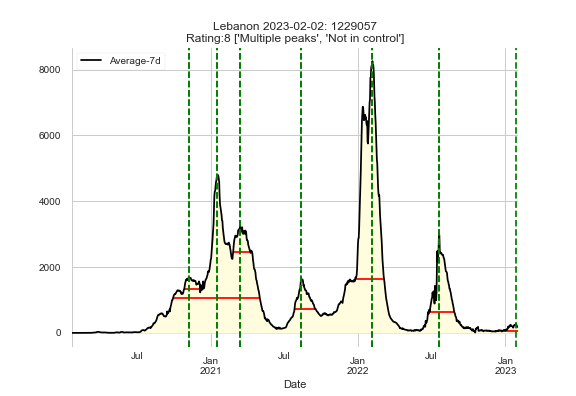 Lebanon 2023-02-02: 1229057
Rating:8 ['Multiple peaks', 'Not in control']
Average-7d
8000
6000
4000
2000
0
Jul
Jan
2021
Jul
Jan
2022
Jul
Jan
2023
Date